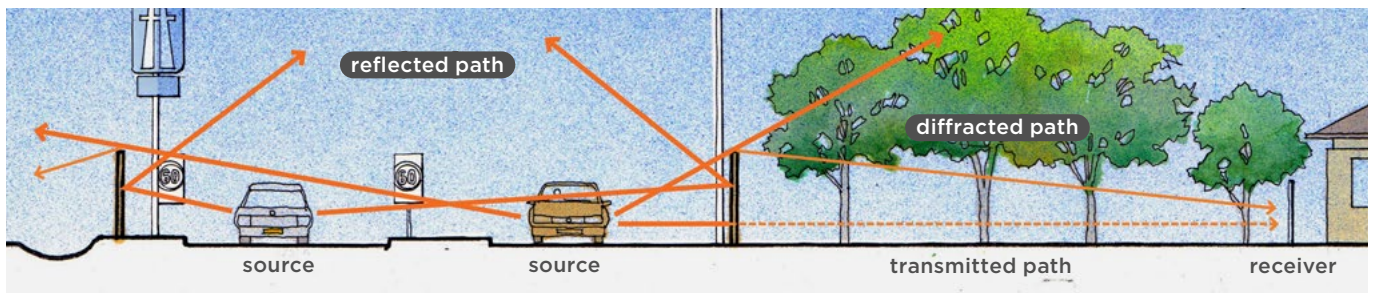 reflected path
diffracted path
60
60
source
source
transmitted path
receiver